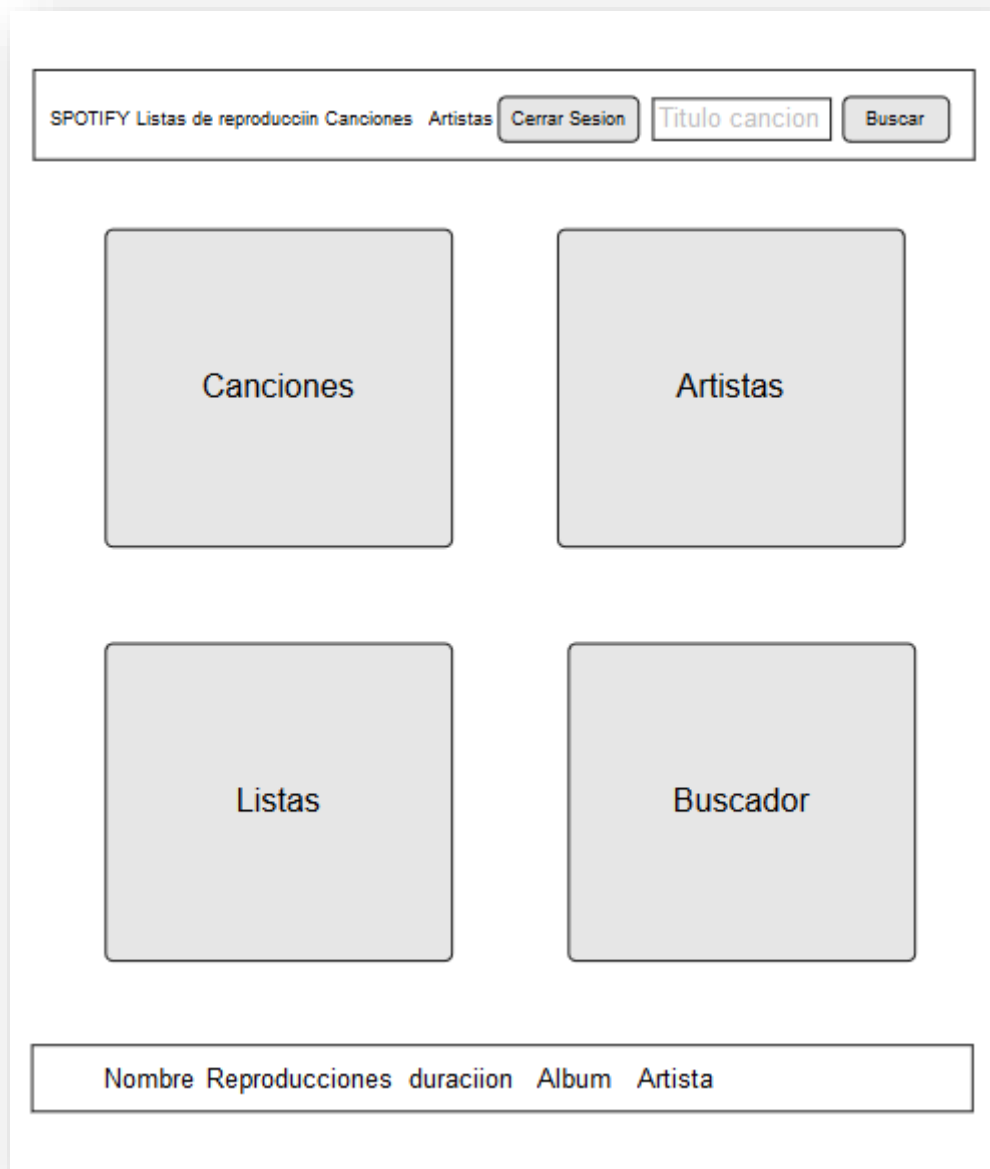 SPOTIFY Listas de reproducciin Canciones Artistas Cerrar Sesion Titulo cancion Buscar
Canciones Artistas
Listas Buscador
Nombre Reproducciones duraciion Album Artista